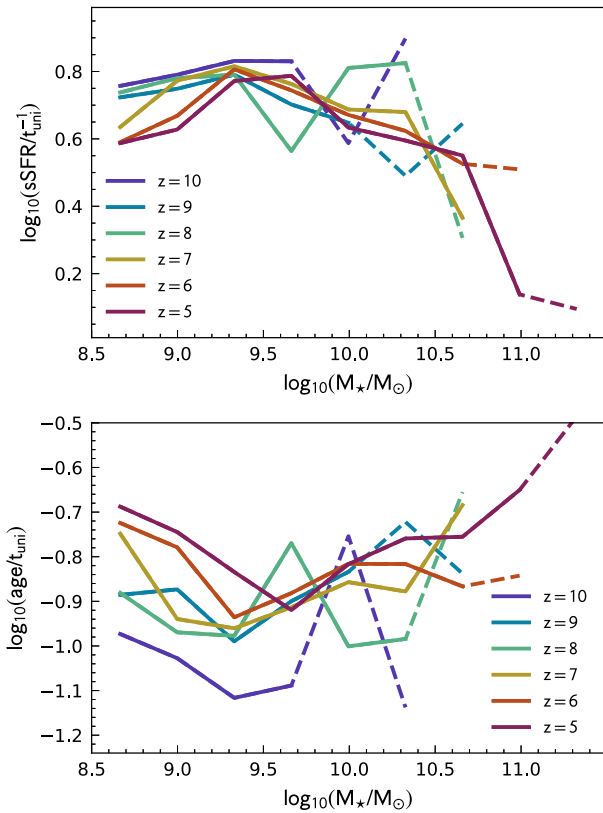 log₁₀(sSFR/t⁻¹ᵤₙᵢ)
0.8
0.6
0.4
0.2
z = 10
z = 9
z = 8
z = 7
z = 6
z = 5
8.5 9.0 9.5 10.0 10.5 11.0
log₁₀(M⋆/M⊙)
log₁₀(age/tᵤₙᵢ)
−0.5
−0.6
−0.7
−0.8
−0.9
−1.0
−1.1
−1.2
z = 10
z = 9
z = 8
z = 7
z = 6
z = 5
8.5 9.0 9.5 10.0 10.5 11.0
log₁₀(M⋆/M⊙)